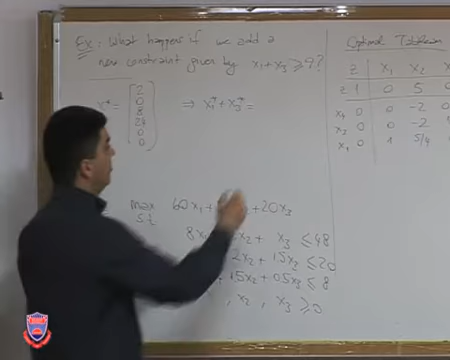 Ex: What happens if we add a
new constraint given by x₁+x₃ ≥ 9?
x* = [2 0 8 24 0 0] ⇒ x₁*+x₃* =
max 60x₁+ +20x₃
s.t. 8x₁ x₂+ x₃ ≤ 48
2x₂+ 1.5x₃ ≤ 20
1.5x₂+ 0.5x₃ ≤ 8
, x₂, x₃ ≥ 0
Optimal Tableau
z x₁ x₂
z 1 0 5 0
x₄ 0 0 -2
x₃ 0 0 -2
x₁ 0 1 5/4